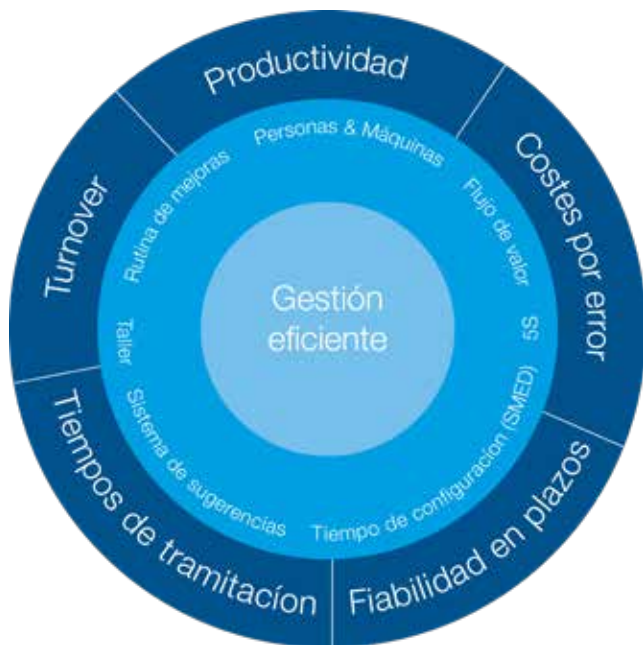 Productividad
Costes por error
Fiabilidad en plazos
Tiempos de tramitacíon
Turnover
Personas & Máquinas
Flujo de valor
5S
Tiempo de configuracion (SMED)
Sistema de sugerencias
Taller
Rutina de mejoras
Gestión
eficiente